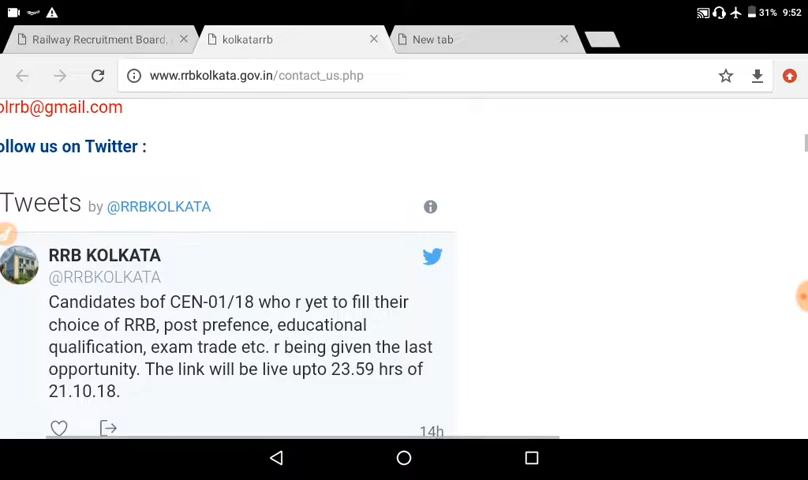 31% 9:52
Railway Recruitment Board, kolkatarrb New tab
www.rrbkolkata.gov.in/contact_us.php
olrrb@gmail.com
ollow us on Twitter :
Tweets by @RRBKOLKATA
RRB KOLKATA
@RRBKOLKATA
Candidates bof CEN-01/18 who r yet to fill their
choice of RRB, post prefence, educational
qualification, exam trade etc. r being given the last
opportunity. The link will be live upto 23.59 hrs of
21.10.18.
14h